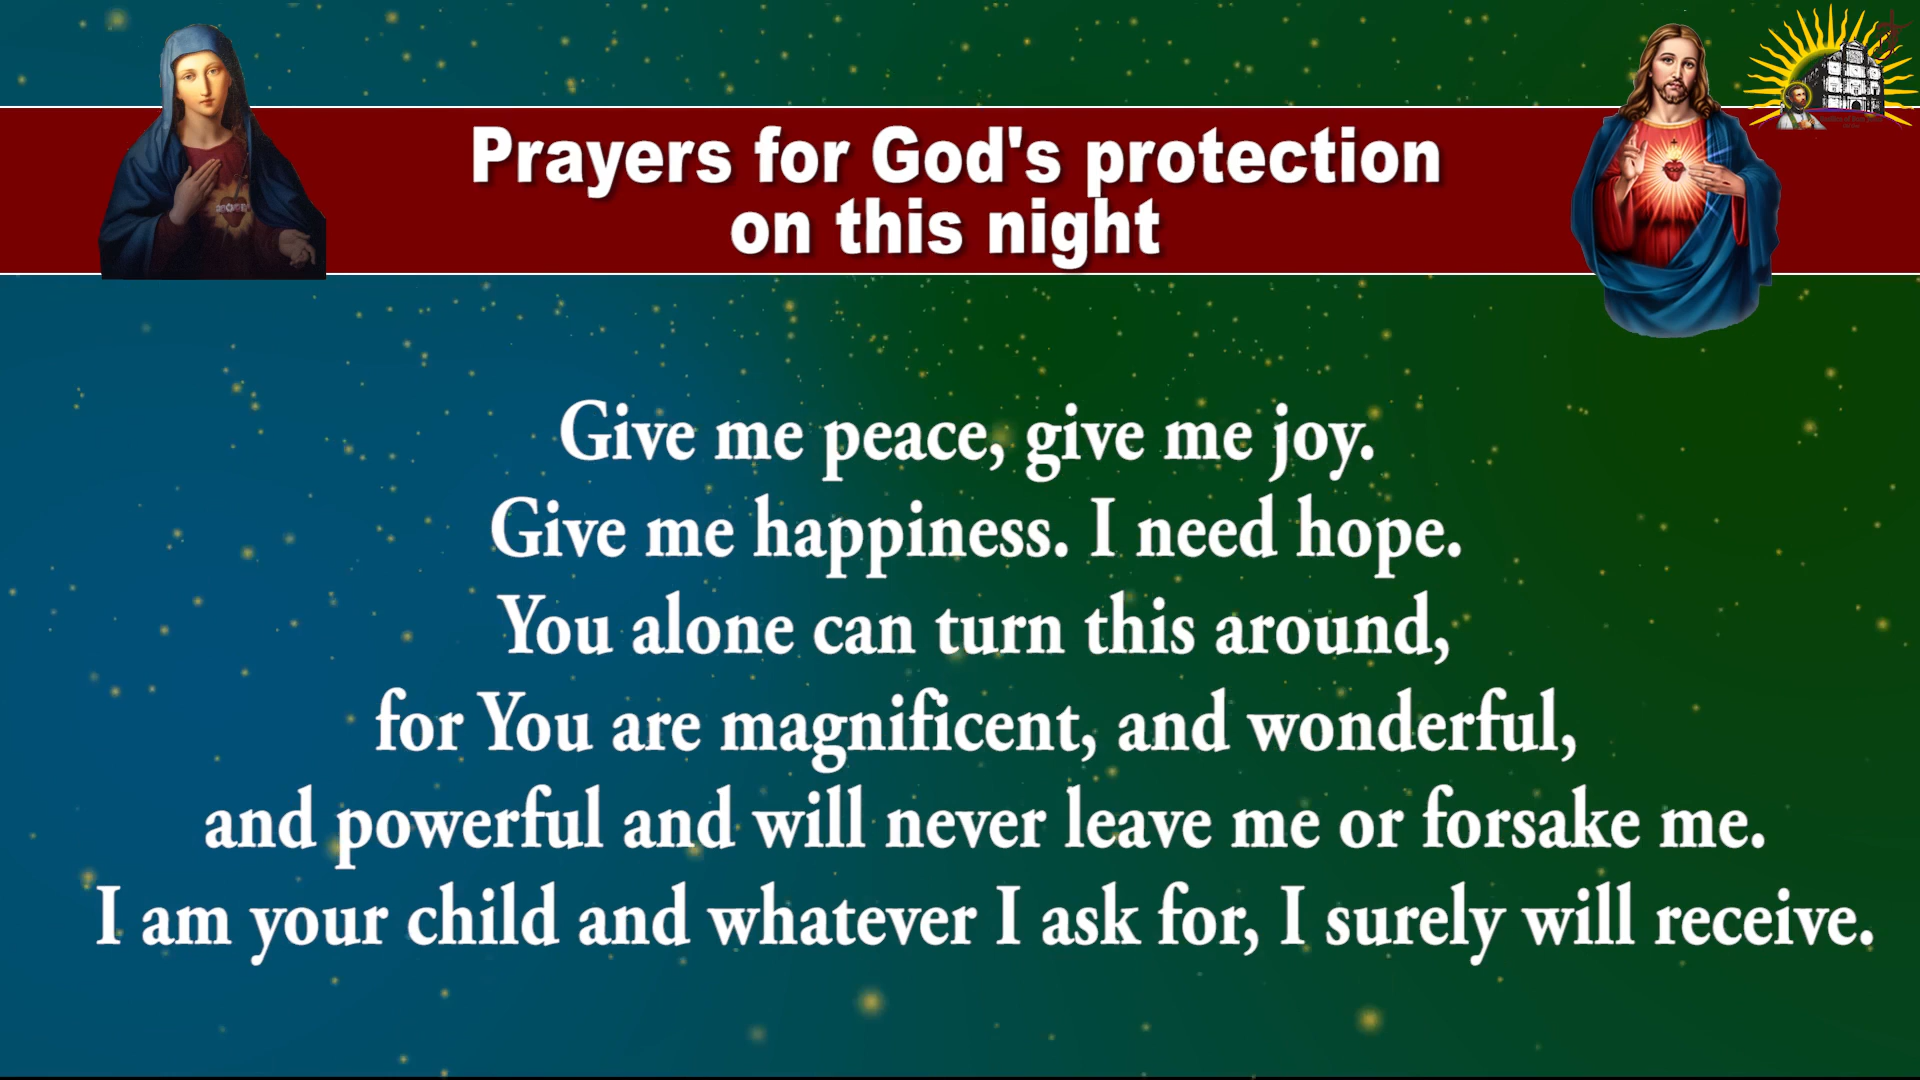 Prayers for God's protection
on this night
Give me peace, give me joy.
Give me happiness. I need hope.
You alone can turn this around,
for You are magnificent, and wonderful,
and powerful and will never leave me or forsake me.
I am your child and whatever I ask for, I surely will receive.